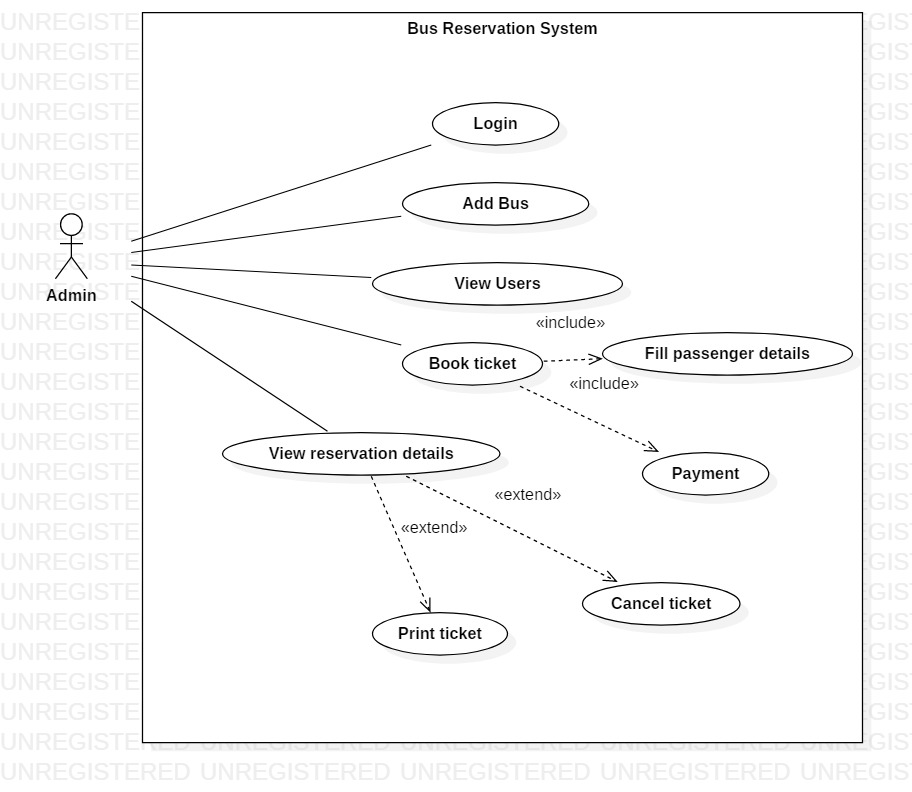 Bus Reservation System
Login
Add Bus
View Users
«include»
Fill passenger details
Book ticket
«include»
Admin
View reservation details
Payment
«extend»
«extend»
Cancel ticket
Print ticket
UNREGISTERED UNREGISTERED UNREGISTERED UNREGISTERED UNREGISTERED